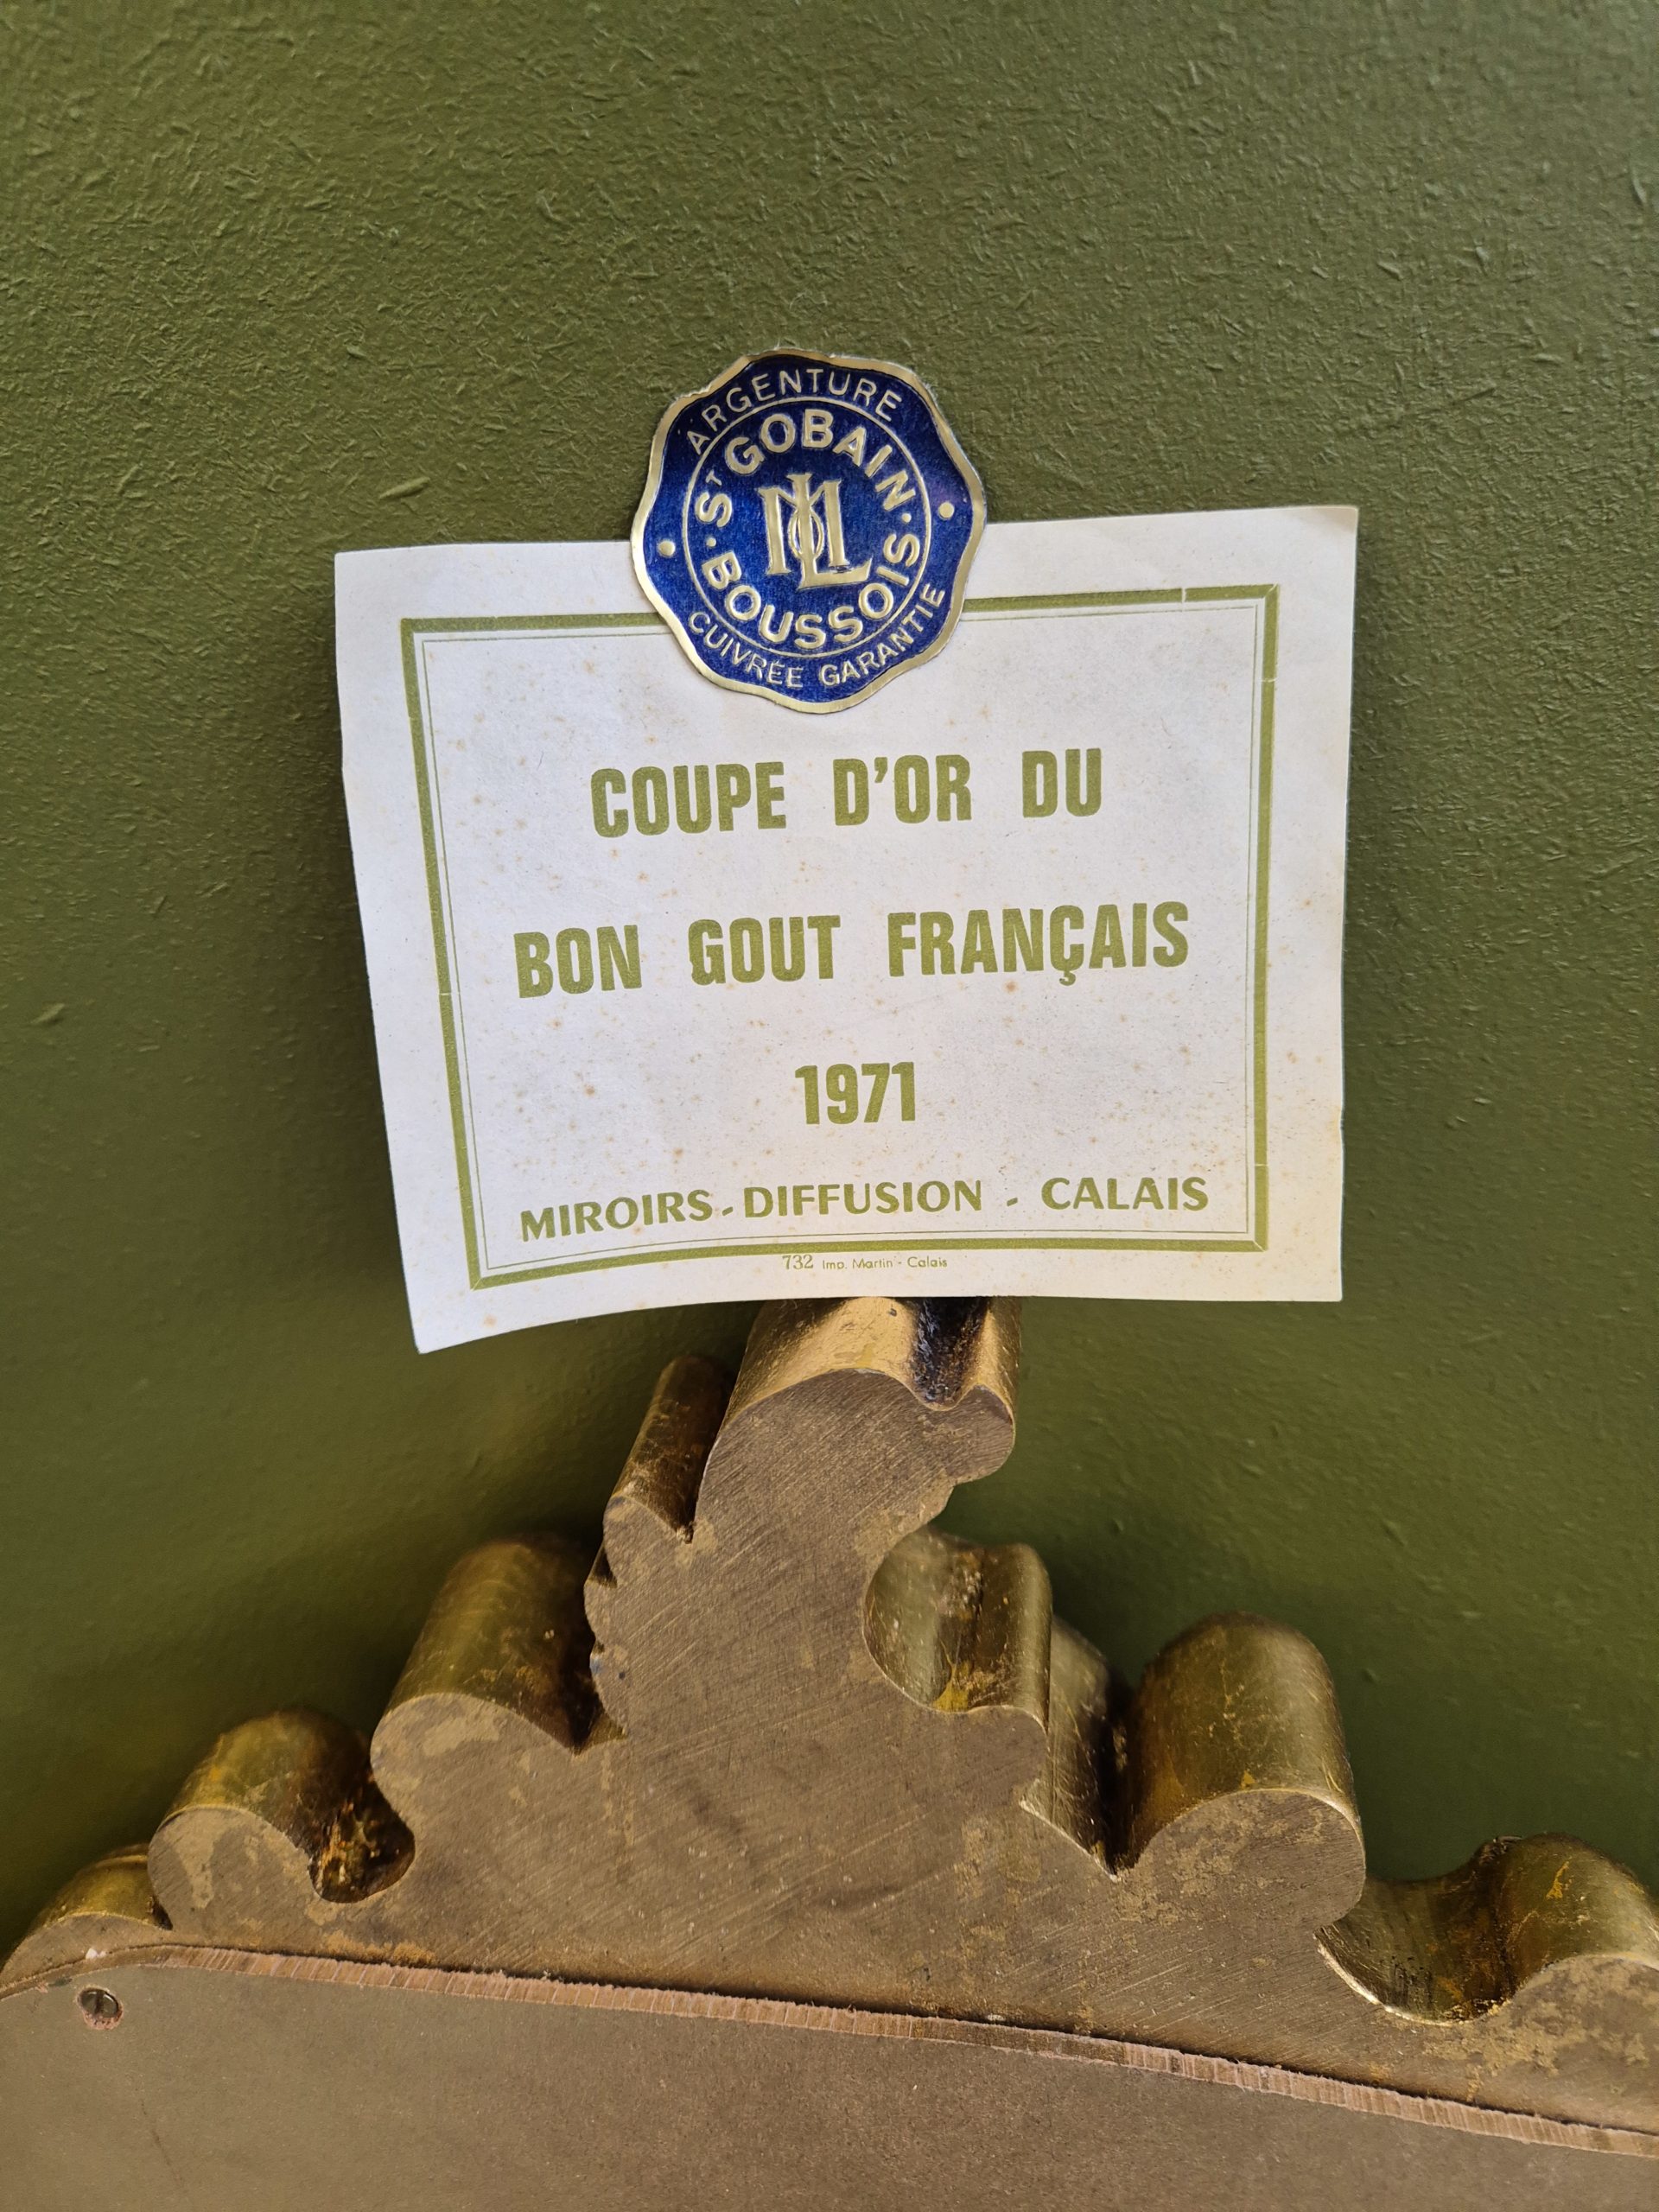 ARGENTURE
ST GOBAIN
BOUSSOIS
CUIVRÉE GARANTIE
COUPE D'OR DU
BON GOUT FRANÇAIS
1971
MIROIRS-DIFFUSION - CALAIS
732 Imp. Martin - Calais